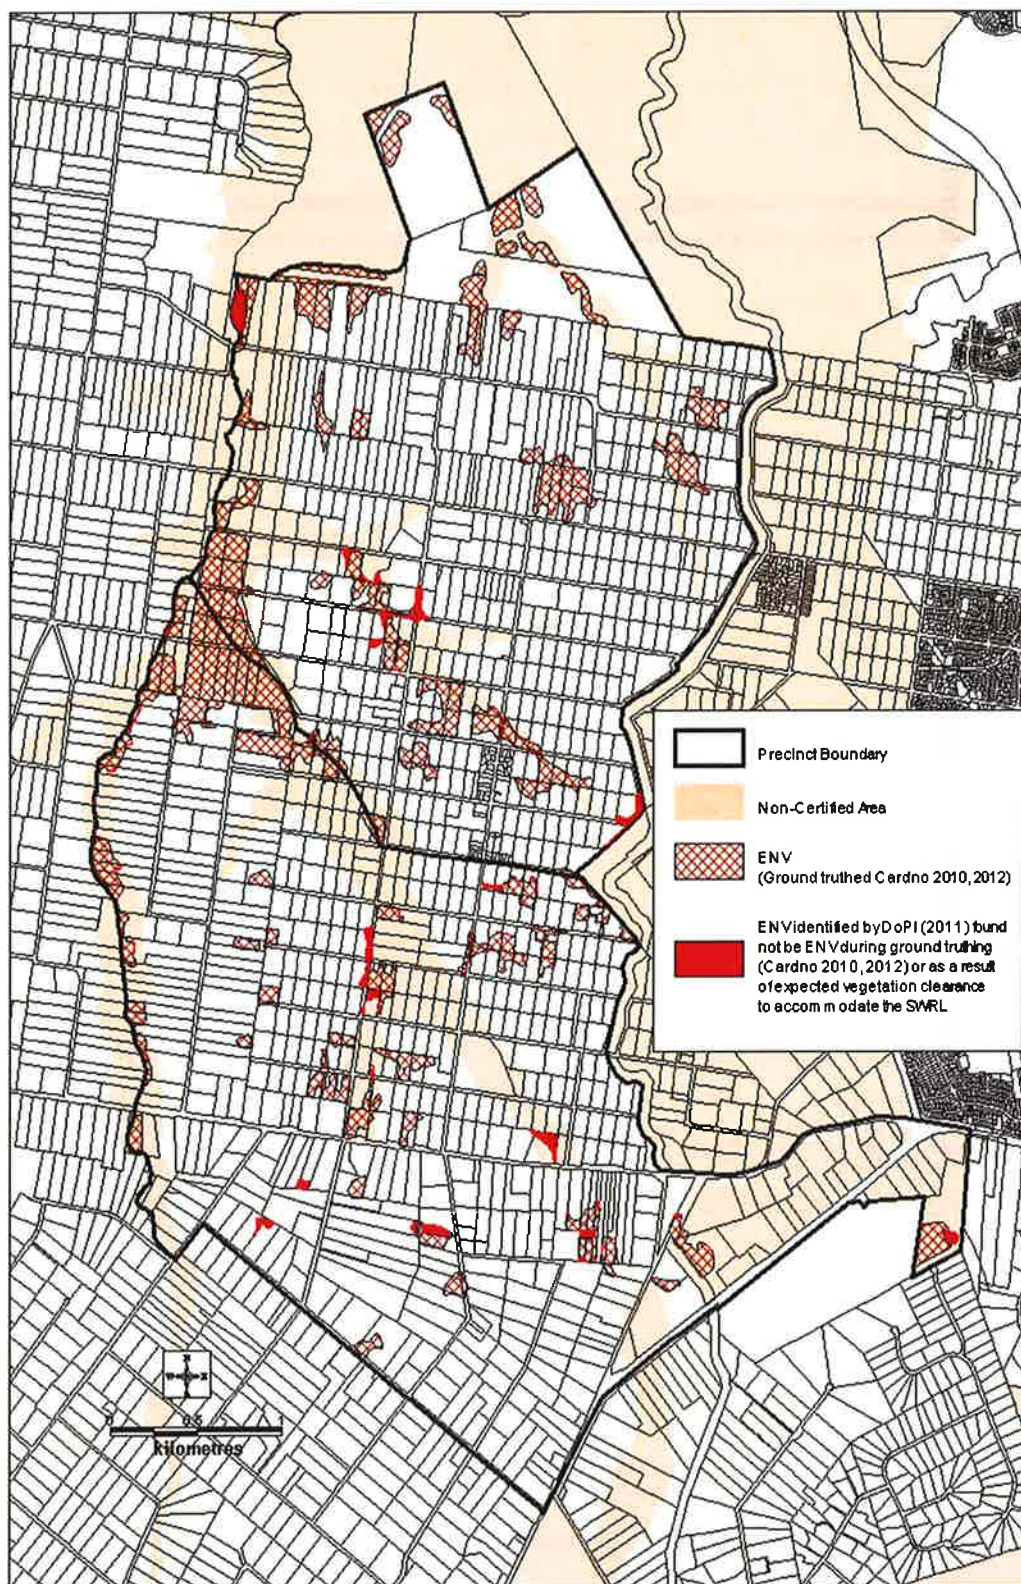 Precinct Boundary
Non-Certified Area
ENV
(Ground truthed Cardno 2010, 2012)
ENV identified by DoPI (2011) found
not be ENV during ground truthing
(Cardno 2010, 2012) or as a result
of expected vegetation clearance
to accommodate the SWRL
N
0 0.5 1
kilometres